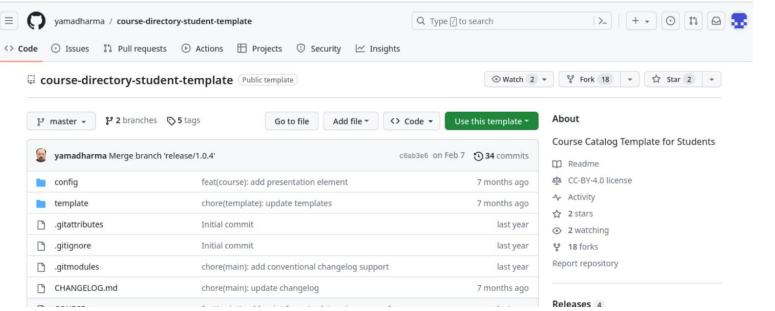 yamadharma / course-directory-student-template
Type / to search
Code Issues Pull requests Actions Projects Security Insights
course-directory-student-template Public template
Watch 2 Fork 18 Star 2
master 2 branches 5 tags Go to file Add file Code Use this template
About
Course Catalog Template for Students
yamadharma Merge branch 'release/1.0.4' c6ab3e6 on Feb 7 34 commits
config feat(course): add presentation element 7 months ago
template chore(template): update templates 7 months ago
.gitattributes Initial commit last year
.gitignore Initial commit last year
.gitmodules chore(main): add conventional changelog support last year
CHANGELOG.md chore(main): update changelog 7 months ago
Readme
CC-BY-4.0 license
Activity
2 stars
2 watching
18 forks
Report repository
Releases 4